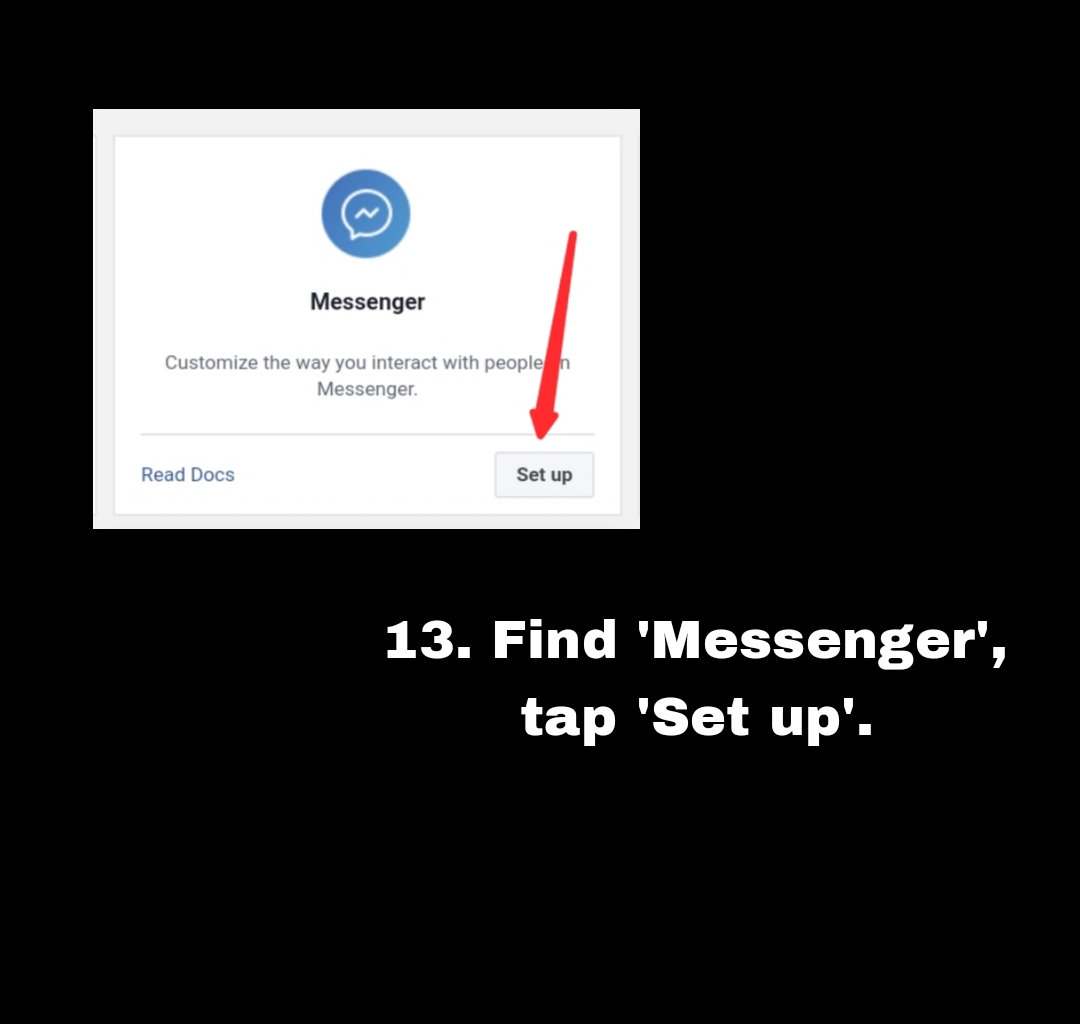 Messenger
Customize the way you interact with people
Messenger.
Read Docs
Set up
13. Find 'Messenger',
tap 'Set up'.